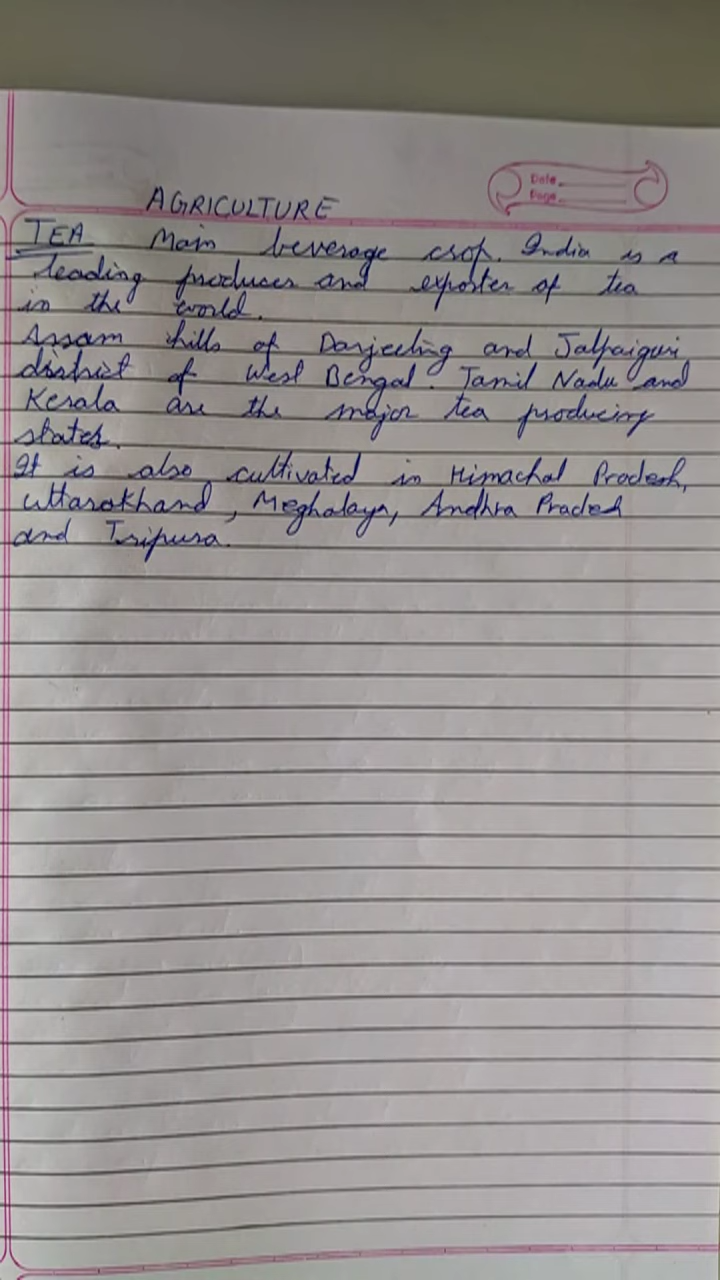 Date
Page
AGRICULTURE
TEA Main beverage crop. India is a
leading producer and exporter of tea
in the world.
Assam hills of Darjeeling and Jalpaiguri
district of West Bengal. Tamil Nadu and
Kerala are the major tea producing
states.
It is also cultivated in Himachal Pradesh,
Uttarakhand, Meghalaya, Andhra Pradesh
and Tripura.